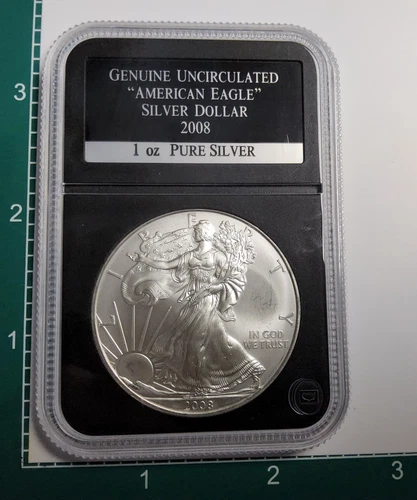 GENUINE UNCIRCULATED
“AMERICAN EAGLE”
SILVER DOLLAR
2008
1 oz PURE SILVER
LIBERTY
IN GOD
WE TRUST
2008
3
2
1
1
2
3